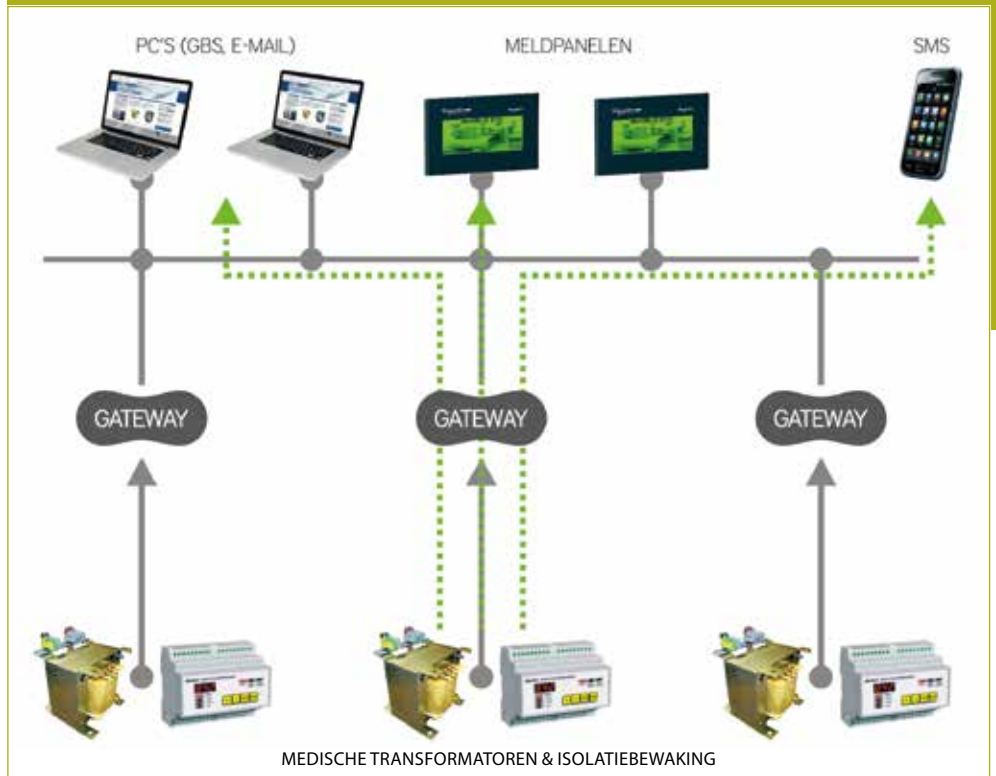 PC'S (GBS, E-MAIL)
MELDPANELEN
SMS
GATEWAY
GATEWAY
GATEWAY
MEDISCHE TRANSFORMATOREN & ISOLATIEBEWAKING